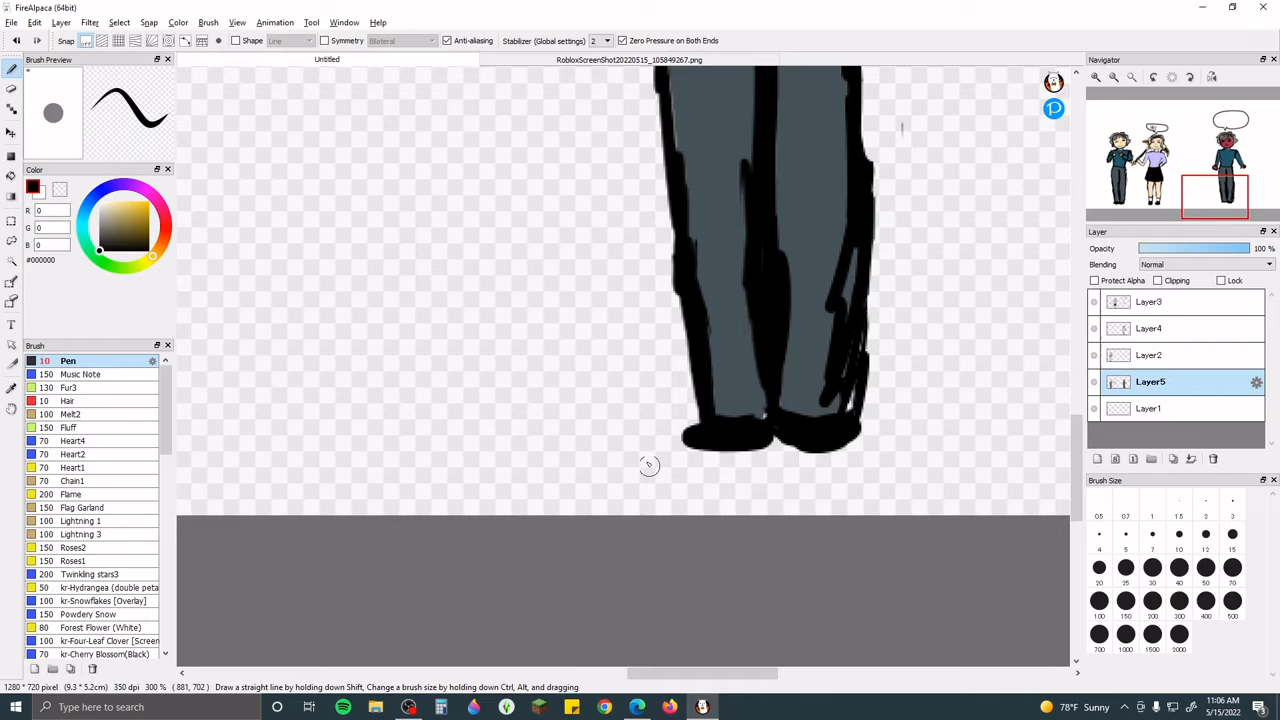 FireAlpaca (64bit)
File Edit Layer Filter Select Snap Color Brush View Animation Tool Window Help
Snap OFF Shape Line Symmetry Bilateral Anti-aliasing Stabilizer (Global settings) 2 Zero Pressure on Both Ends
Brush Preview
Untitled
RobloxScreenShot20220515_105849267.png
Navigator
*
Color
R 0
G 0
B 0
#000000
Layer
Opacity 100 %
Blending Normal
Protect Alpha Clipping Lock
Layer3
Layer4
Layer2
Layer5
Layer1
Brush
10 Pen
150 Music Note
130 Fur3
10 Hair
100 Melt2
100 Fluff
70 Heart4
70 Heart2
70 Heart1
70 Chain1
200 Flame
70 Flag Garland
100 Lightning 1
100 Lightning 3
150 Roses2
150 Roses1
200 Twinkling stars3
50 kr-Hydrangea (double peta
100 kr-Snowflakes [Overlay]
150 Powdery Snow
80 Forest Flower (White)
100 kr-Four-Leaf Clover [Screen
70 kr-Cherry Blossom(Black)
Brush Size
0.5 0.7 1 1.5 2 3
4 5 7 10 12 15
20 25 30 40 50 70
100 150 200 300 400 500
700 1000 1500 2000
1280 * 720 pixel (9.3 * 5.2cm) 350 dpi 300 % ( 881, 702 ) Draw a straight line by holding down Shift, Change a brush size by holding down Ctrl, Alt, and dragging
Type here to search
78°F Sunny
11:06 AM
5/15/2022